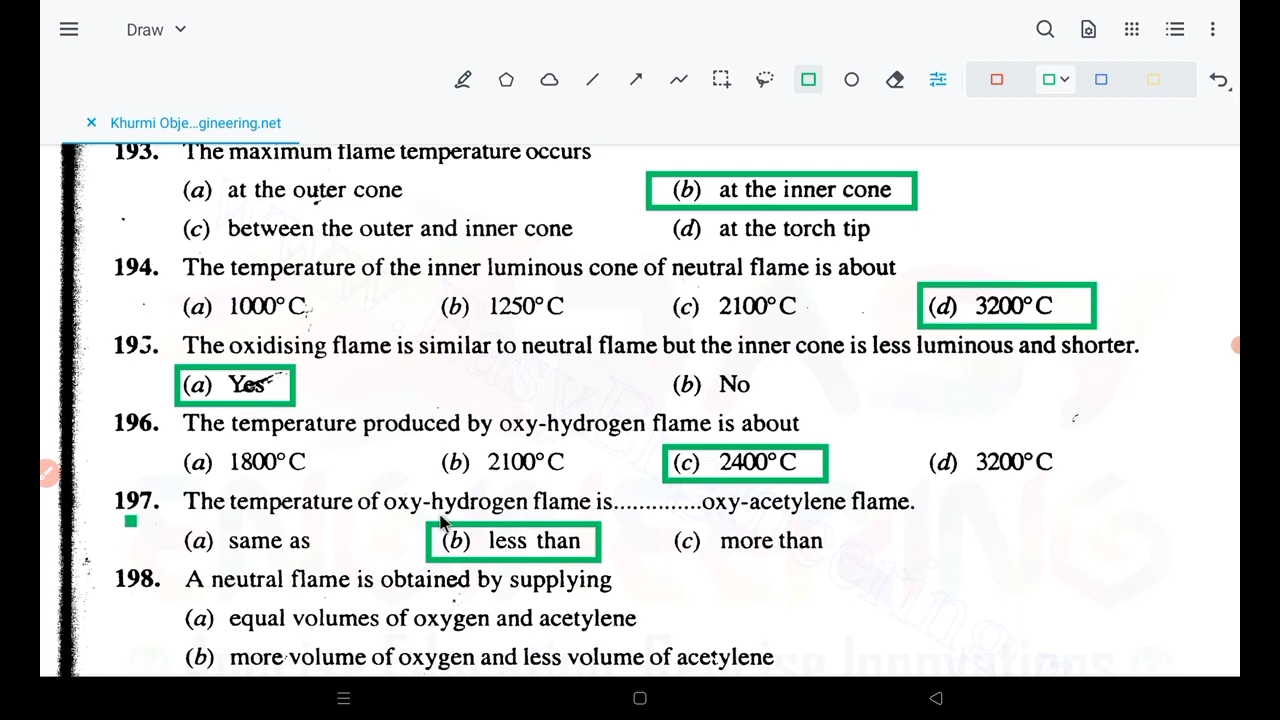 Draw
Khurmi Obje...gineering.net
193. The maximum flame temperature occurs
(a) at the outer cone (b) at the inner cone
(c) between the outer and inner cone (d) at the torch tip
194. The temperature of the inner luminous cone of neutral flame is about
(a) 1000° C (b) 1250° C (c) 2100° C (d) 3200° C
195. The oxidising flame is similar to neutral flame but the inner cone is less luminous and shorter.
(a) Yes (b) No
196. The temperature produced by oxy-hydrogen flame is about
(a) 1800° C (b) 2100° C (c) 2400° C (d) 3200° C
197. The temperature of oxy-hydrogen flame is..............oxy-acetylene flame.
(a) same as (b) less than (c) more than
198. A neutral flame is obtained by supplying
(a) equal volumes of oxygen and acetylene
(b) more volume of oxygen and less volume of acetylene